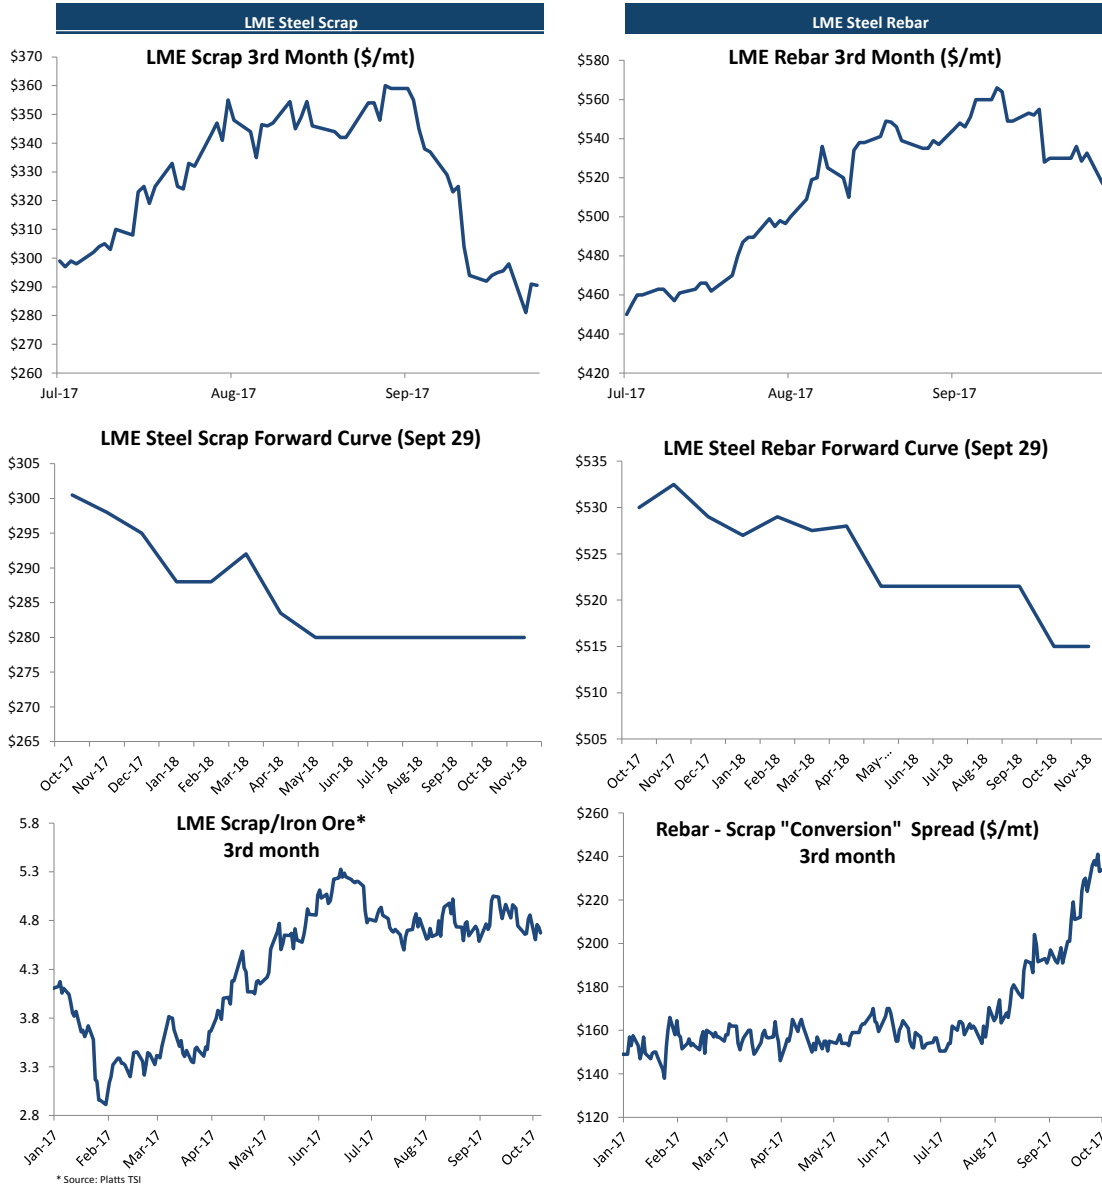 LME Steel Scrap
LME Steel Rebar
LME Scrap 3rd Month ($/mt)
$370
$360
$350
$340
$330
$320
$310
$300
$290
$280
$270
$260
Jul-17
Aug-17
Sep-17
LME Rebar 3rd Month ($/mt)
$580
$560
$540
$520
$500
$480
$460
$440
$420
Jul-17
Aug-17
Sep-17
LME Steel Scrap Forward Curve (Sept 29)
$305
$300
$295
$290
$285
$280
$275
$270
$265
Oct-17
Nov-17
Dec-17
Jan-18
Feb-18
Mar-18
Apr-18
May-18
Jun-18
Jul-18
Aug-18
Sep-18
Oct-18
Nov-18
LME Steel Rebar Forward Curve (Sept 29)
$535
$530
$525
$520
$515
$510
$505
Oct-17
Nov-17
Dec-17
Jan-18
Feb-18
Mar-18
Apr-18
May-...
Jun-18
Jul-18
Aug-18
Sep-18
Oct-18
Nov-18
LME Scrap/Iron Ore*
3rd month
5.8
5.3
4.8
4.3
3.8
3.3
2.8
Jan-17
Feb-17
Mar-17
Apr-17
May-17
Jun-17
Jul-17
Aug-17
Sep-17
Oct-17
* Source: Platts TSI
Rebar - Scrap "Conversion" Spread ($/mt)
3rd month
$260
$240
$220
$200
$180
$160
$140
$120
Jan-17
Feb-17
Mar-17
Apr-17
May-17
Jun-17
Jul-17
Aug-17
Sep-17
Oct-17